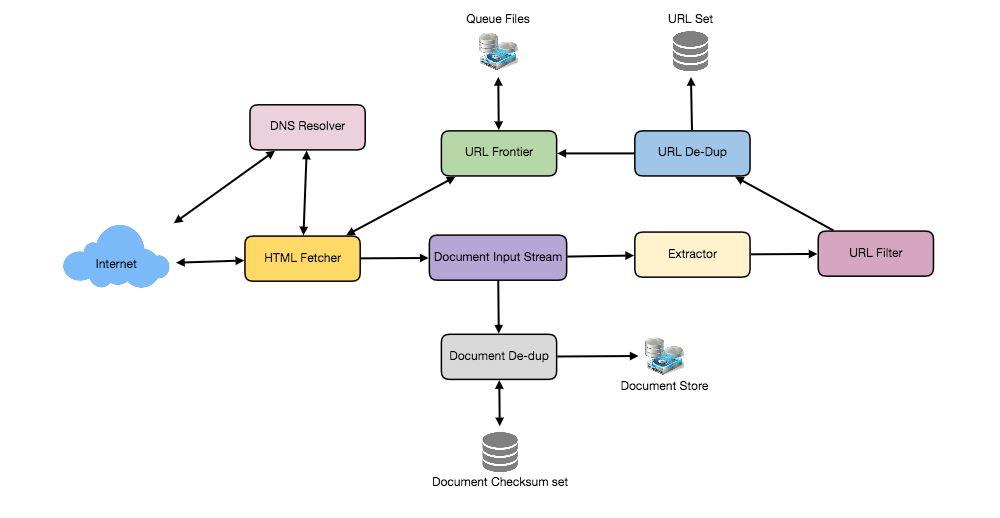 Queue Files
URL Set
DNS Resolver
URL Frontier
URL De-Dup
Internet
HTML Fetcher
Document Input Stream
Extractor
URL Filter
Document De-dup
Document Store
Document Checksum set